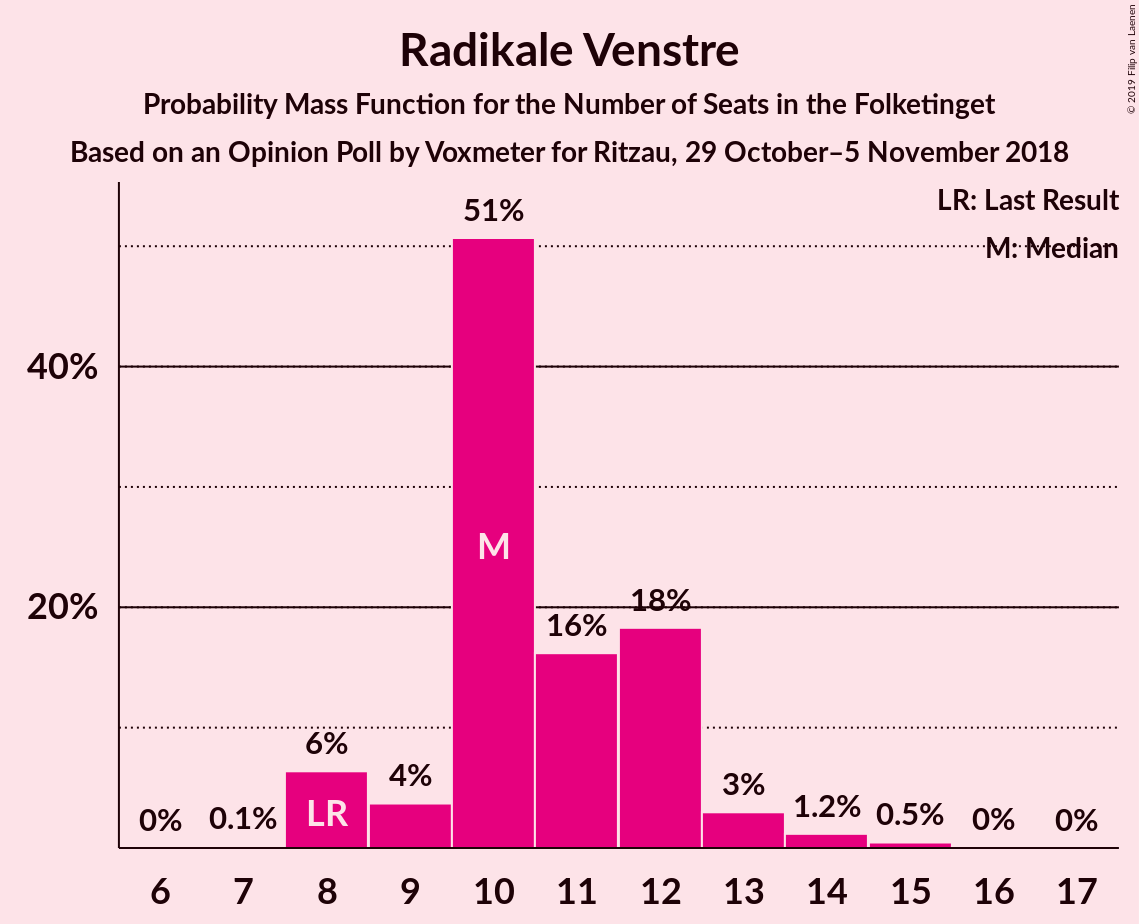 © 2019 Filip van Laenen
Radikale Venstre
Probability Mass Function for the Number of Seats in the Folketinget
Based on an Opinion Poll by Voxmeter for Ritzau, 29 October–5 November 2018
LR: Last Result
M: Median
51%
40%
M
20%
18%
16%
6%
4%
3%
LR
0%
0.1%
1.2%
0.5%
0%
0%
6 7 8 9 10 11 12 13 14 15 16 17